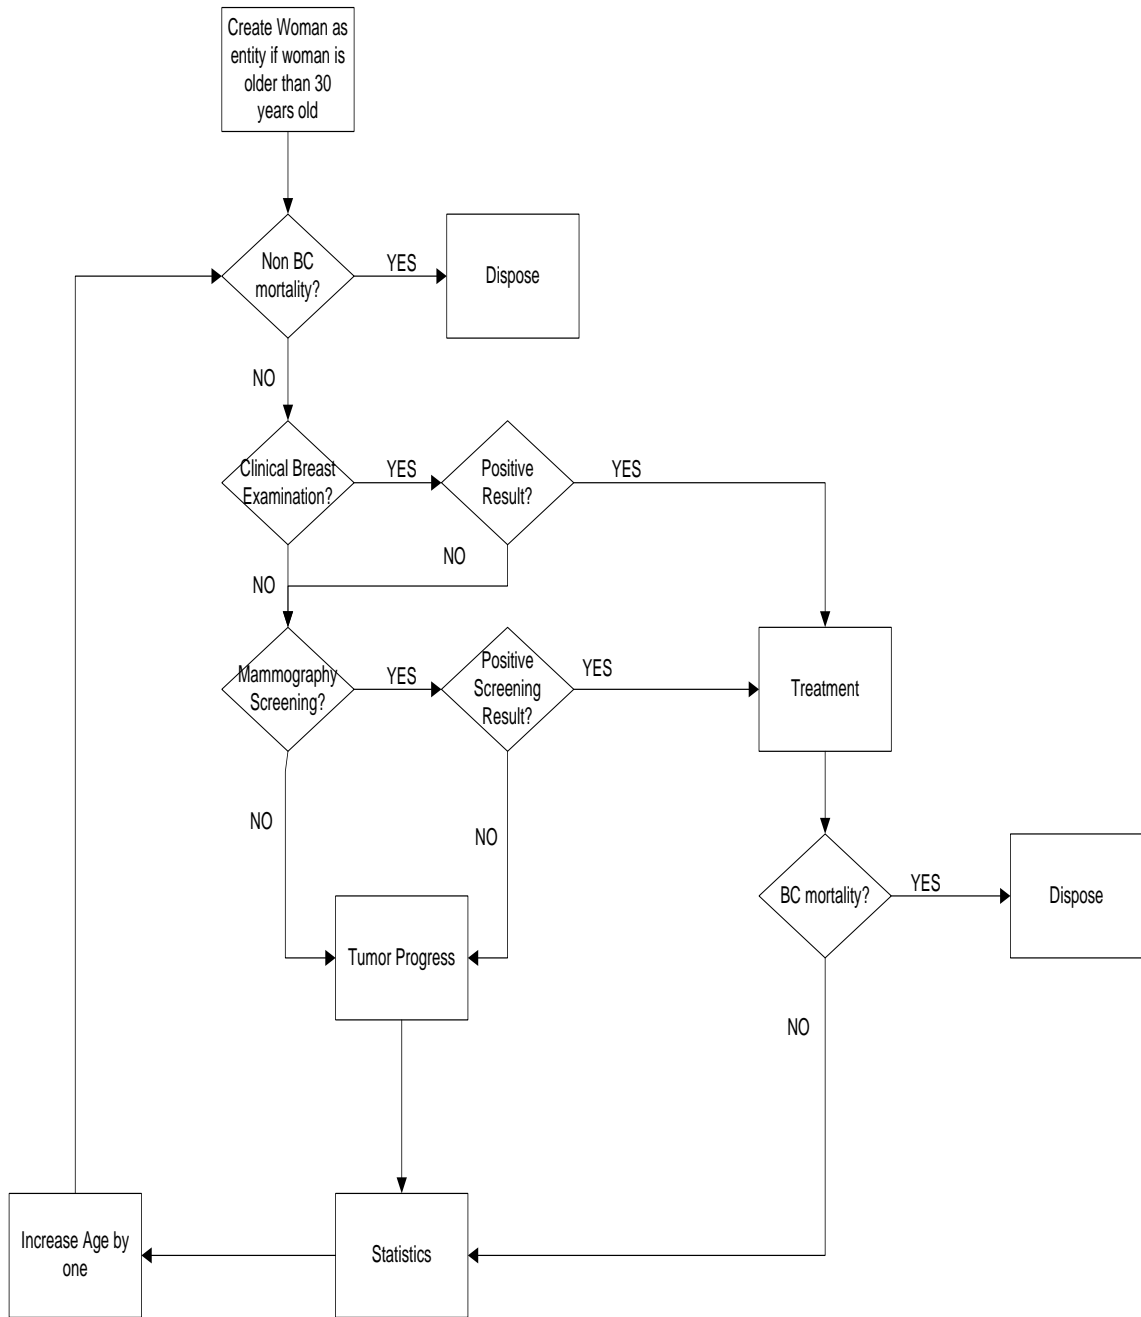 Create Woman as
entity if woman is
older than 30
years old
Non BC
mortality?
YES
Dispose
NO
Clinical Breast
Examination?
YES
Positive
Result?
YES
NO
NO
Mammography
Screening?
YES
Positive
Screening
Result?
YES
Treatment
NO
NO
BC mortality?
YES
Dispose
Tumor Progress
NO
Increase Age by
one
Statistics